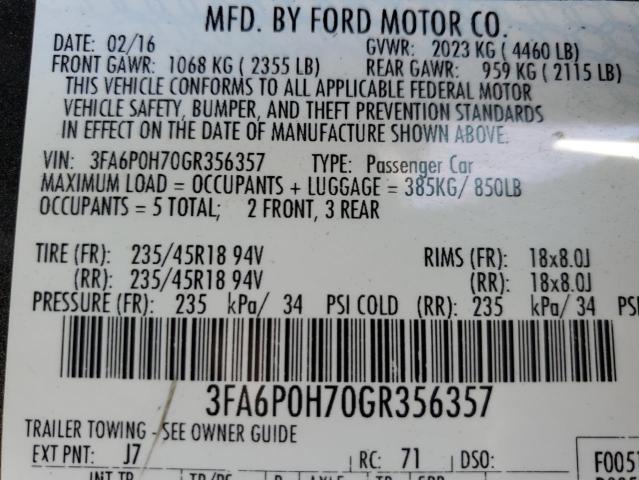 MFD. BY FORD MOTOR CO.
DATE: 02/16 GVWR: 2023 KG ( 4460 LB)
FRONT GAWR: 1068 KG ( 2355 LB) REAR GAWR: 959 KG ( 2115 LB)
THIS VEHICLE CONFORMS TO ALL APPLICABLE FEDERAL MOTOR
VEHICLE SAFETY, BUMPER, AND THEFT PREVENTION STANDARDS
IN EFFECT ON THE DATE OF MANUFACTURE SHOWN ABOVE.
VIN: 3FA6P0H70GR356357 TYPE: Passenger Car
MAXIMUM LOAD = OCCUPANTS + LUGGAGE = 385KG/ 850LB
OCCUPANTS = 5 TOTAL; 2 FRONT, 3 REAR
TIRE (FR): 235/45R18 94V RIMS (FR): 18x8.0J
(RR): 235/45R18 94V (RR): 18x8.0J
PRESSURE (FR): 235 kPa/ 34 PSI COLD (RR): 235 kPa/ 34 PSI
3FA6P0H70GR356357
TRAILER TOWING - SEE OWNER GUIDE
EXT PNT: J7 RC: 71 DSO: F0051